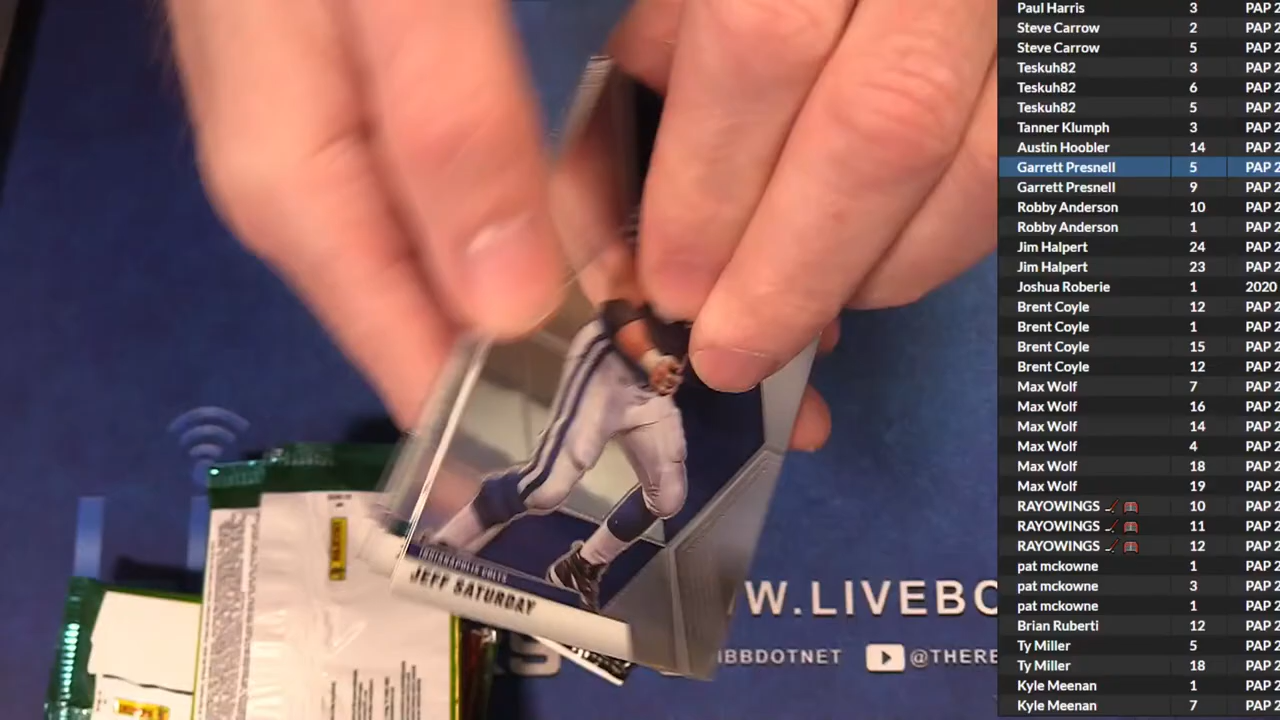 Paul Harris 3 PAP 2
Steve Carrow 2 PAP 2
Steve Carrow 5 PAP 2
Teskuh82 3 PAP 2
Teskuh82 6 PAP 2
Teskuh82 5 PAP 2
Tanner Klumph 3 PAP 2
Austin Hoobler 14 PAP 2
Garrett Presnell 5 PAP 2
Garrett Presnell 9 PAP 2
Robby Anderson 10 PAP 2
Robby Anderson 1 PAP 2
Jim Halpert 24 PAP 2
Jim Halpert 23 PAP 2
Joshua Roberie 1 2020
Brent Coyle 12 PAP 2
Brent Coyle 1 PAP 2
Brent Coyle 15 PAP 2
Brent Coyle 12 PAP 2
Max Wolf 7 PAP 2
Max Wolf 16 PAP 2
Max Wolf 14 PAP 2
Max Wolf 4 PAP 2
Max Wolf 18 PAP 2
Max Wolf 19 PAP 2
RAYOWINGS 10 PAP 2
RAYOWINGS 11 PAP 2
RAYOWINGS 12 PAP 2
pat mckowne 1 PAP 2
pat mckowne 3 PAP 2
pat mckowne 1 PAP 2
Brian Ruberti 12 PAP 2
Ty Miller 5 PAP 2
Ty Miller 18 PAP 2
Kyle Meenan 1 PAP 2
Kyle Meenan 7 PAP 2
INDIANAPOLIS COLTS
JEFF SATURDAY
W.LIVEBO
IBBDOTNET @THEREB